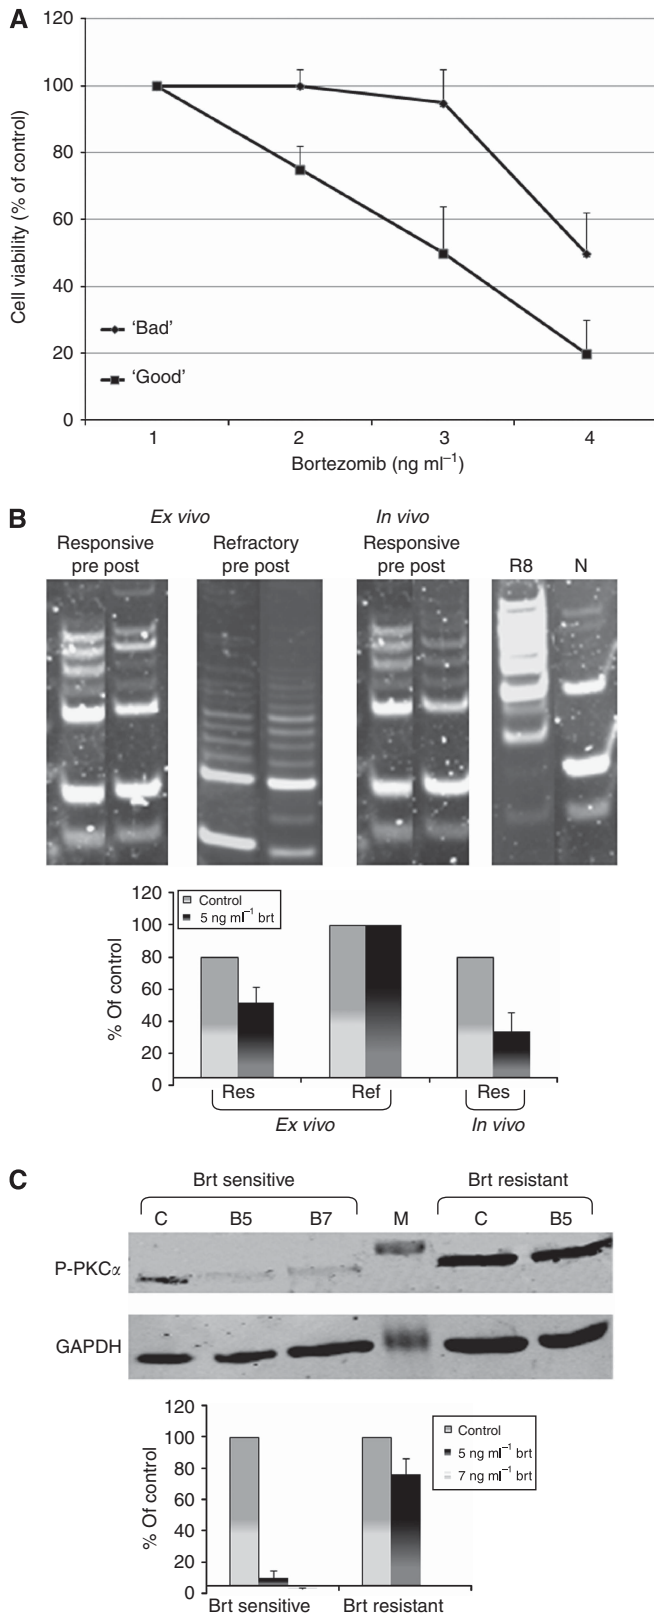 A
120
100
80
60
40
20
0
Cell viability (% of control)
'Bad'
'Good'
1 2 3 4
Bortezomib (ng ml⁻¹)
B
Ex vivo In vivo
Responsive Refractory Responsive
pre post pre post pre post R8 N
120
100
80
60
40
20
0
% Of control
Control
5 ng ml⁻¹ brt
Res Ref Res
Ex vivo In vivo
C
Brt sensitive Brt resistant
C B5 B7 M C B5
P-PKCα
GAPDH
120
100
80
60
40
20
0
% Of control
Control
5 ng ml⁻¹ brt
7 ng ml⁻¹ brt
Brt sensitive Brt resistant